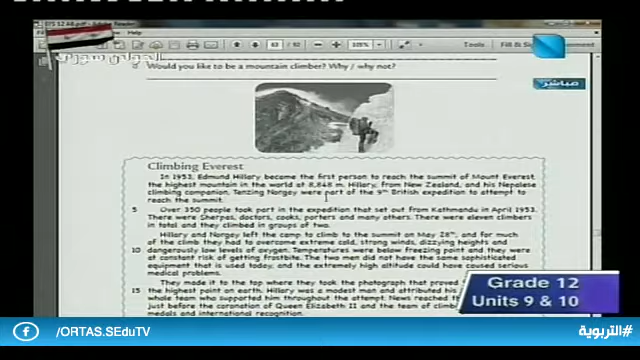 EFS 12 AB.pdf - Adobe Reader
Help
63 / 92
105%
Tools
Fill &
Would you like to be a mountain climber? Why / why not?
مباشر
Climbing Everest
In 1953, Edmund Hillary became the first person to reach the summit of Mount Everest,
the highest mountain in the world at 8,848 m. Hillary, from New Zealand, and his Nepalese
climbing companion, Tenzing Norgey were part of the 9th British expedition to attempt to
reach the summit.
5 Over 350 people took part in the expedition that set out from Kathmandu in April 1953.
There were Sherpas, doctors, cooks, porters and many others. There were eleven climbers
in total and they climbed in groups of two.
Hillary and Norgey left the camp to climb to the summit on May 28th, and for much
of the climb they had to overcome extreme cold, strong winds, dizzying heights and
10 dangerously low levels of oxygen. Temperatures were below freezing point and they were
at constant risk of getting frostbite. The two men did not have the same sophisticated
equipment that is used today, and the extremely high altitude could have caused serious
medical problems.
They made it to the top where they took the photograph that proved
15 the highest point on earth. Hillary was a modest man and attributed his
whole team who supported him throughout the attempt. News reached
just before the coronation of Queen Elizabeth II and the team of climb
medals and international recognition.
Grade 12
Units 9 & 10
/ORTAS.SEduTV
#التربوية